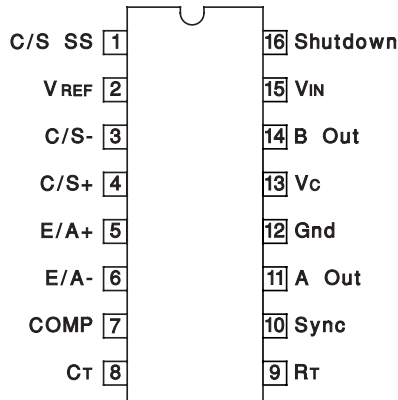 C/S SS 1 16 Shutdown
VREF 2 15 VIN
C/S- 3 14 B Out
C/S+ 4 13 VC
E/A+ 5 12 Gnd
E/A- 6 11 A Out
COMP 7 10 Sync
CT 8 9 RT